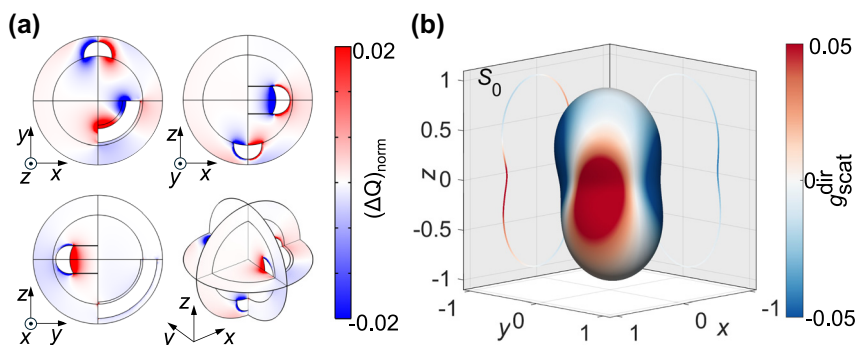 (a)
y
z
x
z
y
x
z
x
y
z
y
x
0.02
(ΔQ)norm
-0.02
(b)
S0
1
0.5
0
-0.5
-1
z
-1
0
1
y
1
0
-1
x
0.05
0
-0.05
g dir scat